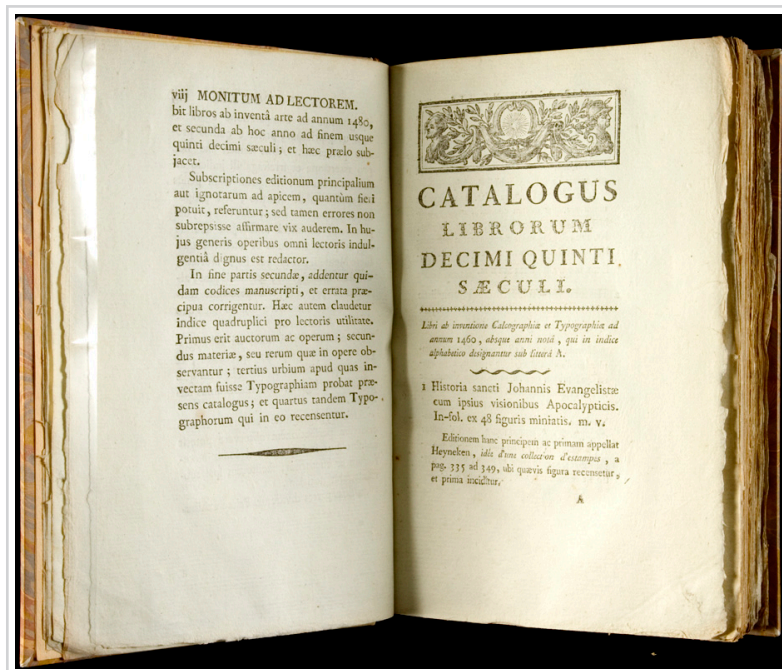 viij MONITUM AD LECTOREM.
bit libros ab inventâ arte ad annum 1480,
et secunda ab hoc anno ad finem usque
quinti decimi sæculi ; et hæc prælo sub-
jacet.
Subscriptiones editionum principalium
aut ignotarum ad apicem, quantùm fieri
potuit, referuntur ; sed tamen errores non
subrepsisse affirmare vix auderem. In hu-
jus generis operibus omni lectoris indul-
gentiâ dignus est redactor.
In fine partis secundæ, addentur qui-
dam codices manuscripti, et errata præ-
cipua corrigentur. Hæc autem claudetur
indice quadruplici pro lectoris utilitate.
Primus erit auctorum ac operum ; secun-
dus materiæ, seu rerum quæ in opere ob-
servantur ; tertius urbium apud quas in-
vectam fuisse Typographiam probat præ-
sens catalogus ; et quartus tandem Typo-
graphorum qui in eo recensentur.
CATALOGUS
LIBRORUM
DECIMI QUINTI
SÆCULI.
Libri ab inventione Calcographiæ et Typographiæ ad
annum 1460, absque anni notâ, qui in indice
alphabetico designantur sub litterâ A.
1 Historia sancti Johannis Evangelistæ
cum ipsius visionibus Apocalypticis.
In-fol. ex 48 figuris miniatis. m. v.
Editionem hanc principem ac primam appellat
Heyneken, idée d'une collection d'estampes, a
pag. 335 ad 349, ubi quævis figura recensetur,
et prima inciditur.
A